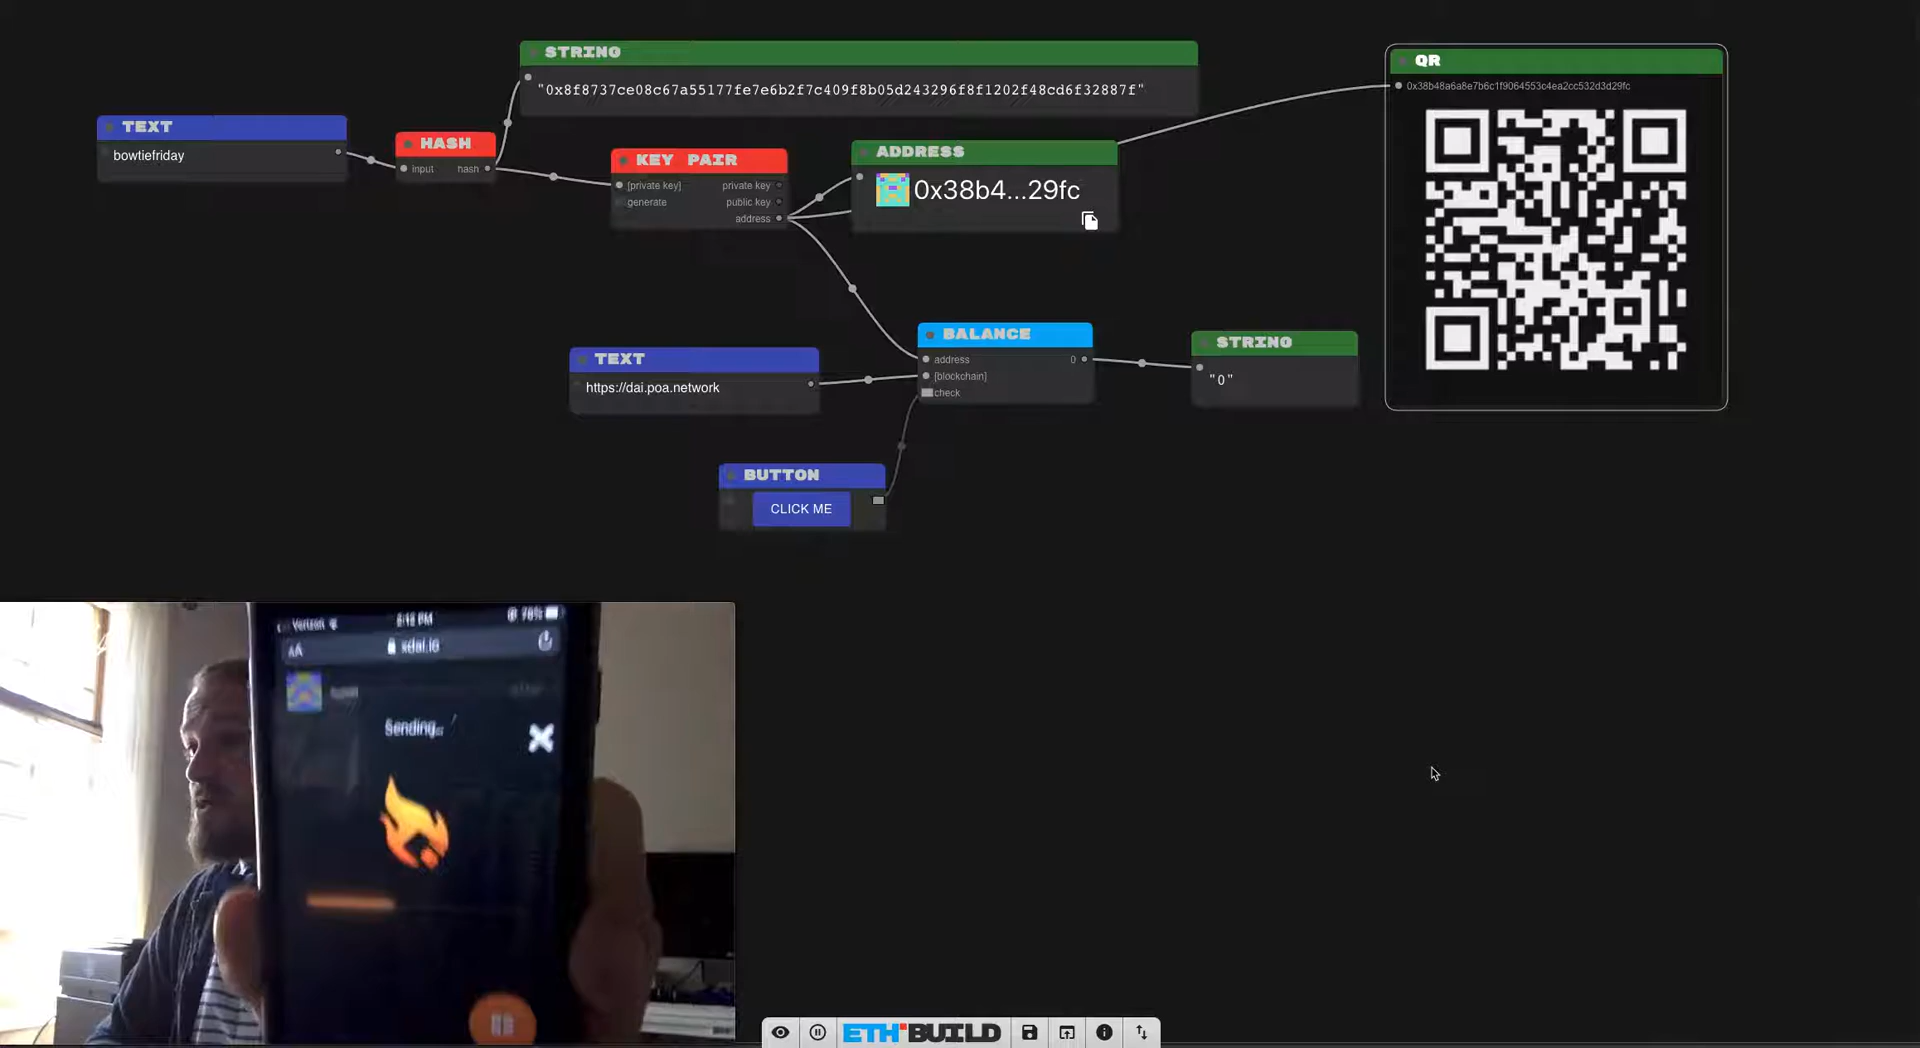 STRING
"0x8f8737ce08c67a55177fe7e6b2f7c409f8b05d243296f8f1202f48cd6f32887f"
QR
0x38b48a6a8e7b6c1f9064553c4ea2cc532d3d29fc
TEXT
bowtiefriday
HASH
input hash
KEY PAIR
[private key] private key
generate public key
address
ADDRESS
0x38b4...29fc
TEXT
https://dai.poa.network
BALANCE
address 0
[blockchain]
check
STRING
"0"
BUTTON
CLICK ME
Verizon 78%
AA xdai.io
Sending...
ETH BUILD